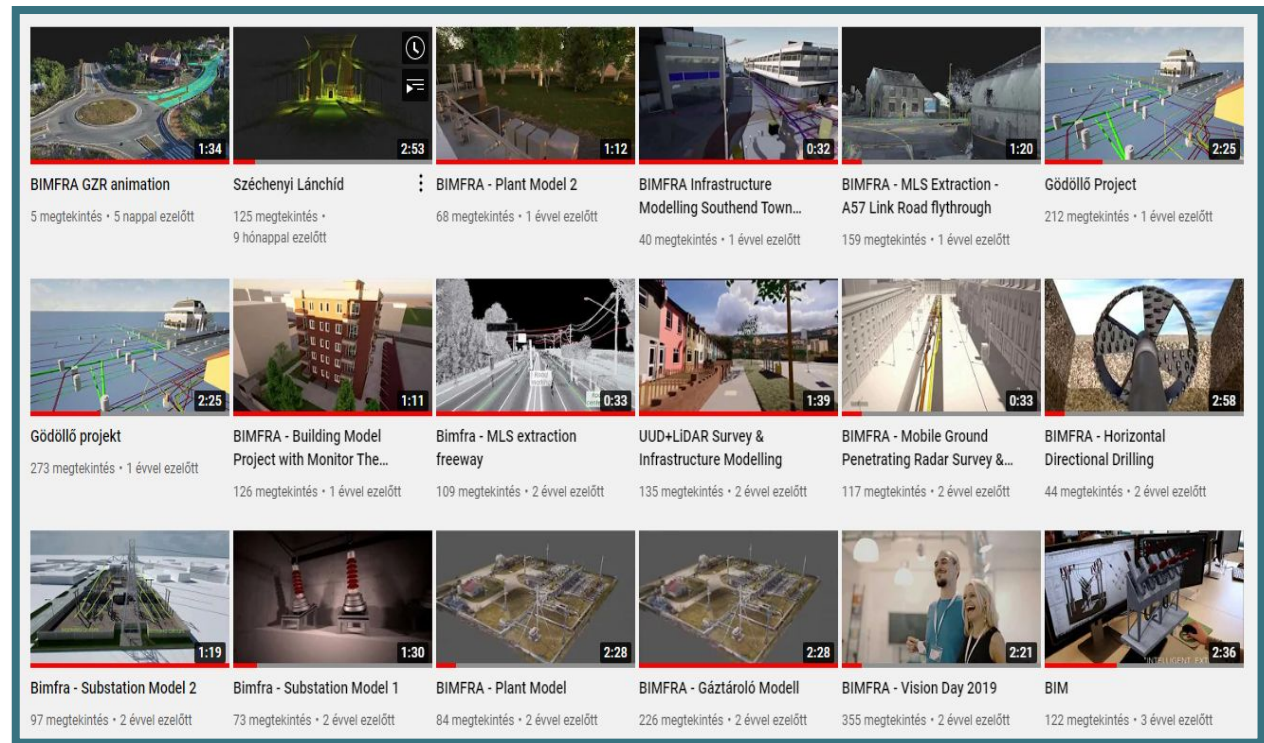 1:34
2:53
1:12
0:32
1:20
2:25
BIMFRA GZR animation
5 megtekintés • 5 nappal ezelőtt
Széchenyi Lánchíd
125 megtekintés •
9 hónappal ezelőtt
BIMFRA - Plant Model 2
68 megtekintés • 1 évvel ezelőtt
BIMFRA Infrastructure
Modelling Southend Town...
40 megtekintés • 1 évvel ezelőtt
BIMFRA - MLS Extraction -
A57 Link Road flythrough
159 megtekintés • 1 évvel ezelőtt
Gödöllő Project
212 megtekintés • 1 évvel ezelőtt
2:25
1:11
0:33
1:39
0:33
2:58
Gödöllő projekt
273 megtekintés • 1 évvel ezelőtt
BIMFRA - Building Model
Project with Monitor The...
126 megtekintés • 1 évvel ezelőtt
Bimfra - MLS extraction
freeway
109 megtekintés • 2 évvel ezelőtt
UUD+LiDAR Survey &
Infrastructure Modelling
135 megtekintés • 2 évvel ezelőtt
BIMFRA - Mobile Ground
Penetrating Radar Survey &...
117 megtekintés • 2 évvel ezelőtt
BIMFRA - Horizontal
Directional Drilling
44 megtekintés • 2 évvel ezelőtt
1:19
1:30
2:28
2:28
2:21
2:36
Bimfra - Substation Model 2
97 megtekintés • 2 évvel ezelőtt
Bimfra - Substation Model 1
73 megtekintés • 2 évvel ezelőtt
BIMFRA - Plant Model
84 megtekintés • 2 évvel ezelőtt
BIMFRA - Gáztároló Modell
226 megtekintés • 2 évvel ezelőtt
BIMFRA - Vision Day 2019
355 megtekintés • 2 évvel ezelőtt
BIM
122 megtekintés • 3 évvel ezelőtt